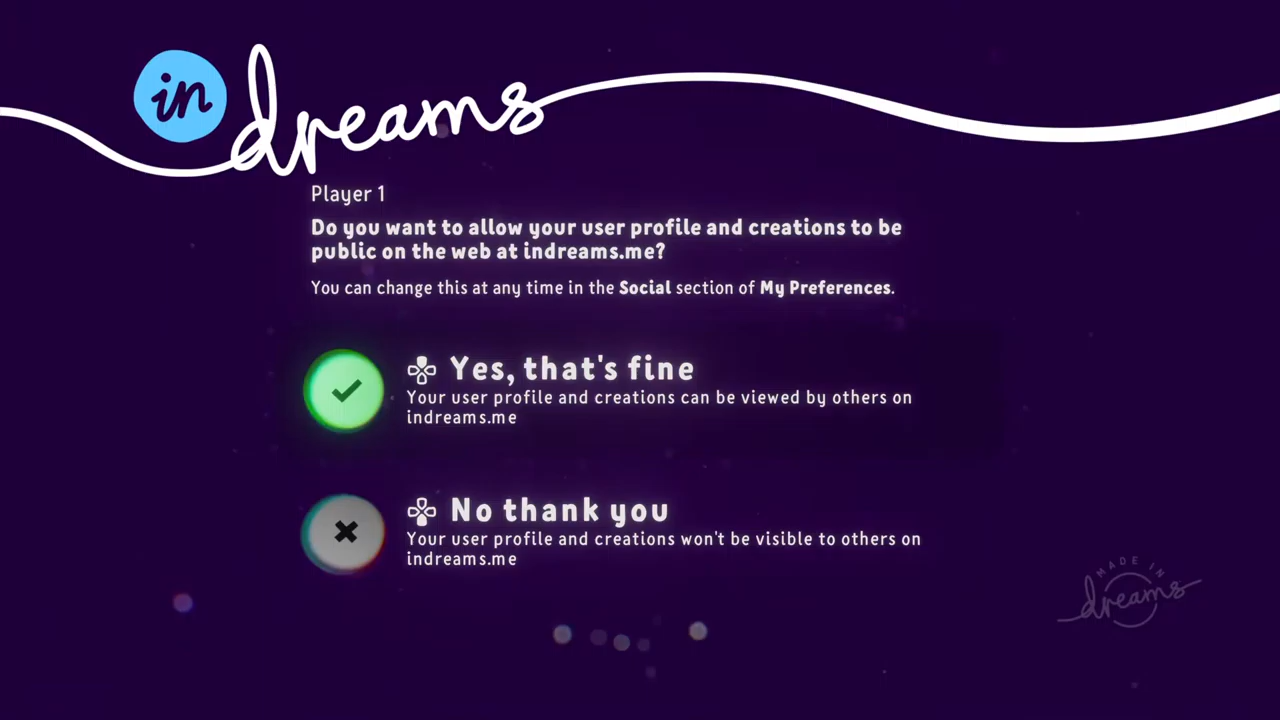 in dreams
Player 1
Do you want to allow your user profile and creations to be
public on the web at indreams.me?
You can change this at any time in the Social section of My Preferences.
Yes, that's fine
Your user profile and creations can be viewed by others on
indreams.me
No thank you
Your user profile and creations won't be visible to others on
indreams.me
MADE IN
dreams